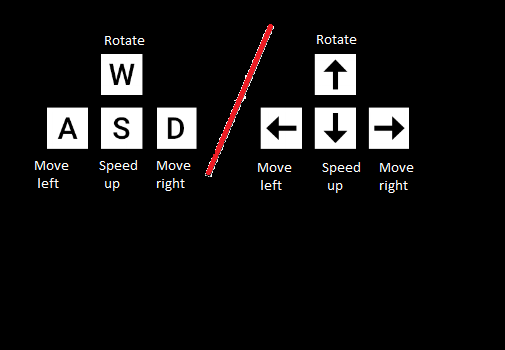 Rotate
W
A S D
Move left
Speed up
Move right
Rotate
↑
← ↓ →
Move left
Speed up
Move right